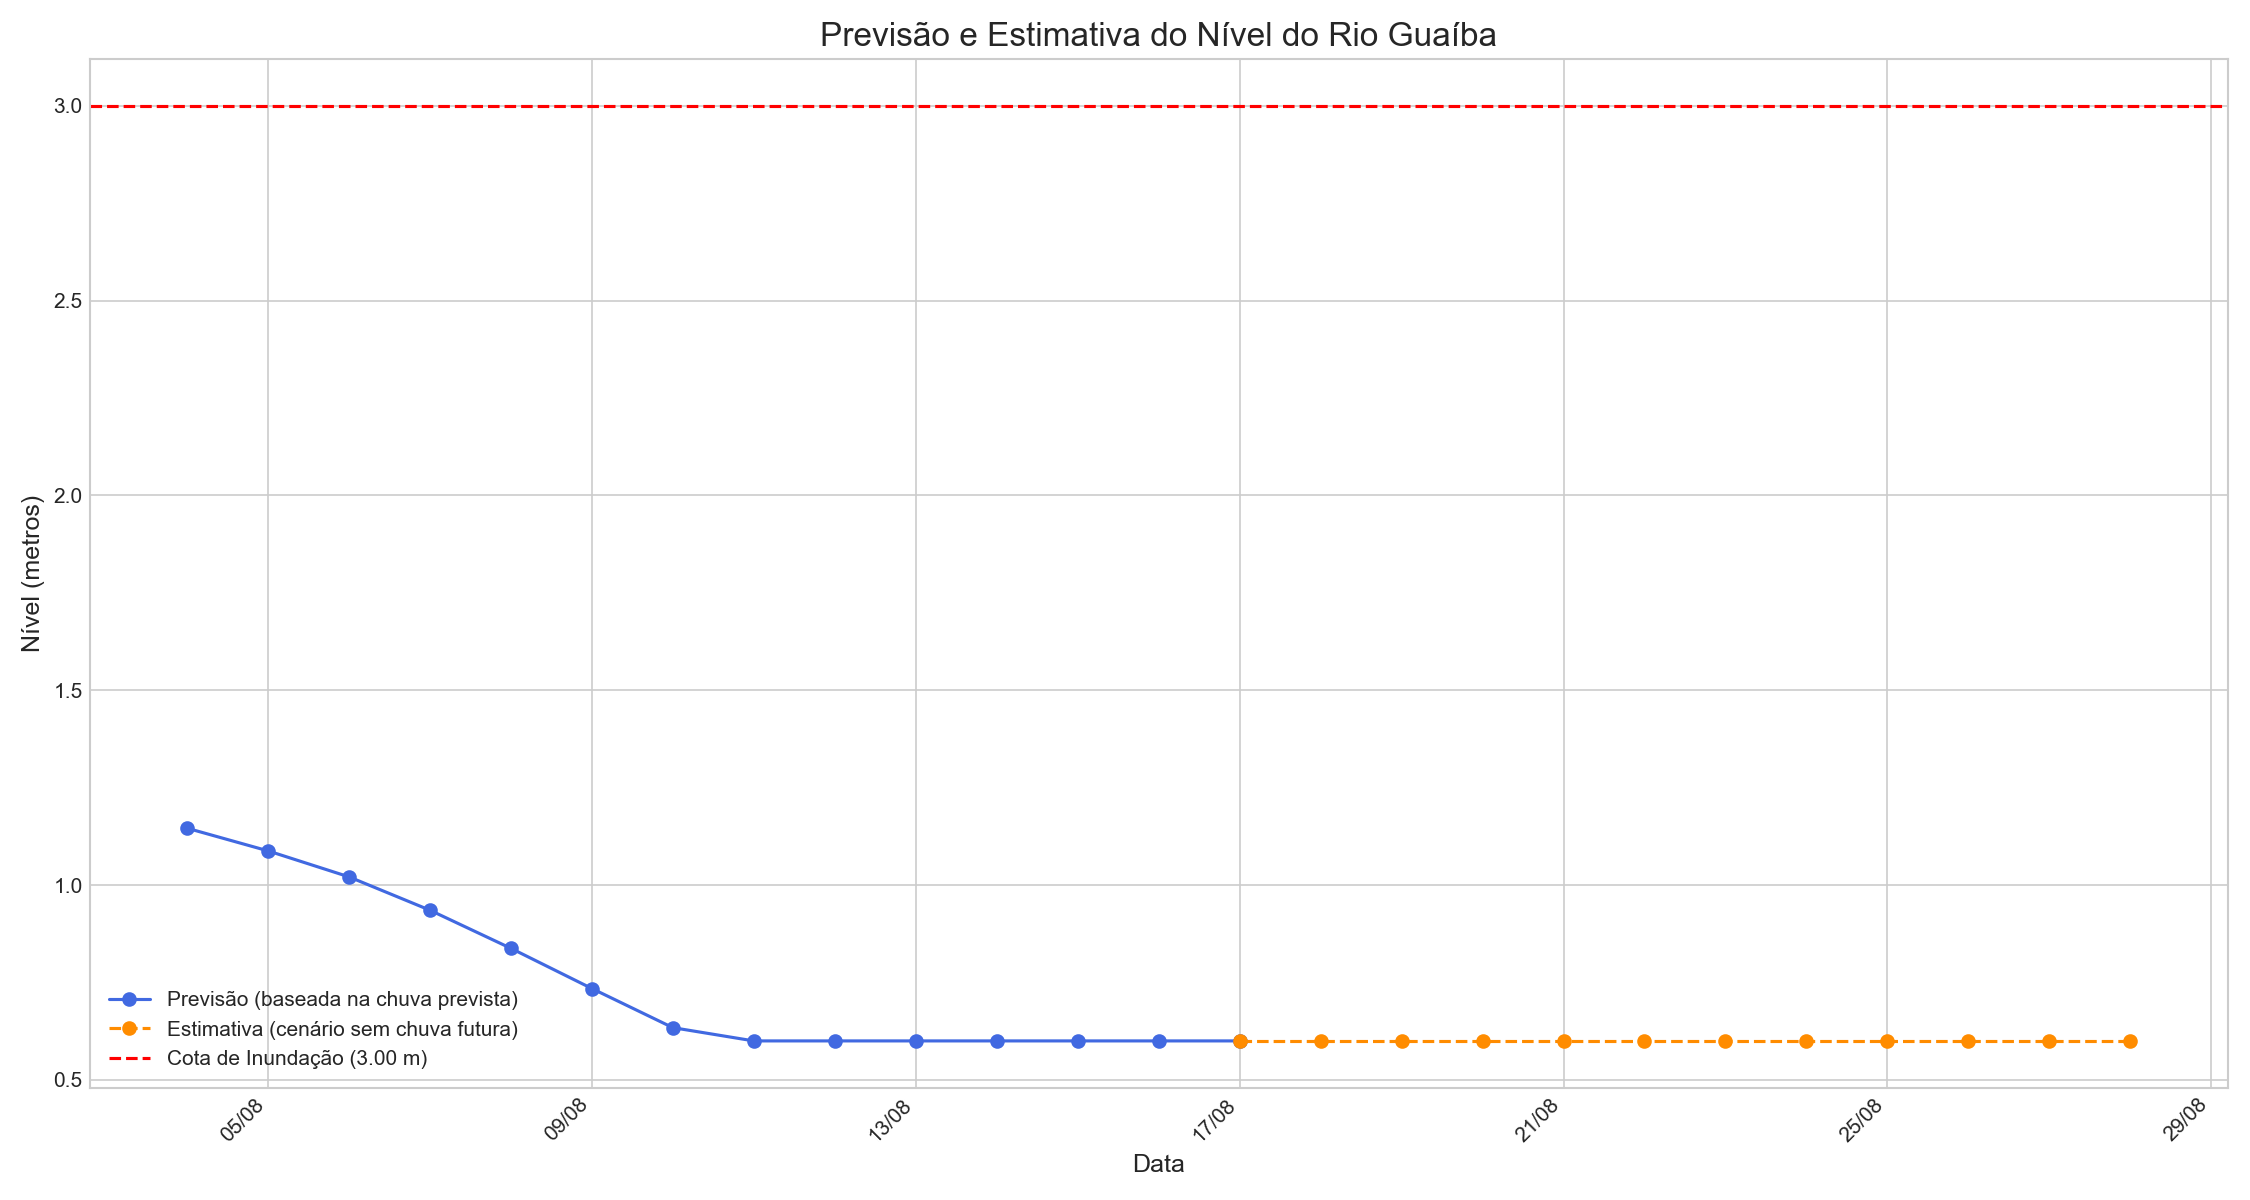 Previsão e Estimativa do Nível do Rio Guaíba
Nível (metros)
3.0
2.5
2.0
1.5
1.0
0.5
Previsão (baseada na chuva prevista)
Estimativa (cenário sem chuva futura)
Cota de Inundação (3.00 m)
05/08
09/08
13/08
17/08
21/08
25/08
29/08
Data